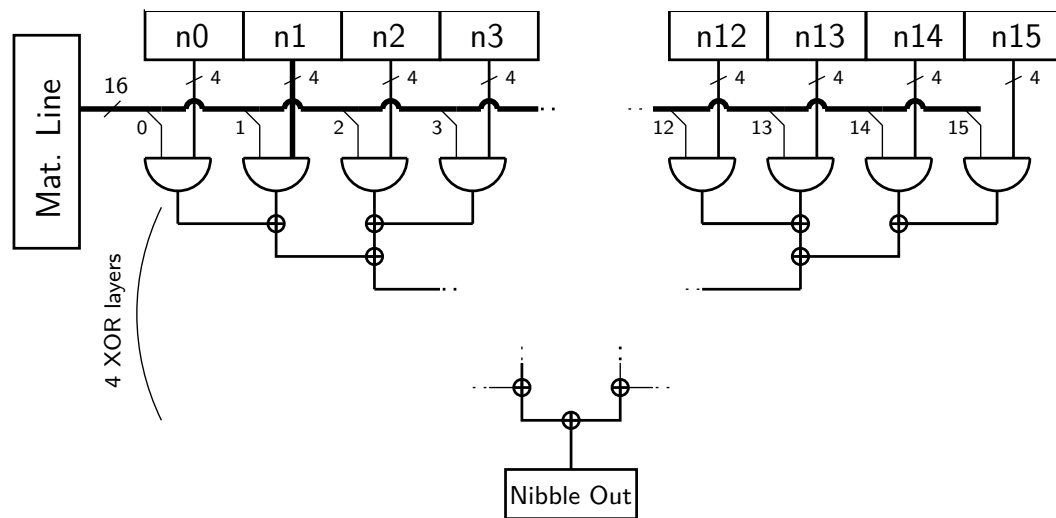 n0 n1 n2 n3 n12 n13 n14 n15
4 4 4 4 4 4 4 4
16
Mat. Line
0 1 2 3 12 13 14 15
4 XOR layers
Nibble Out